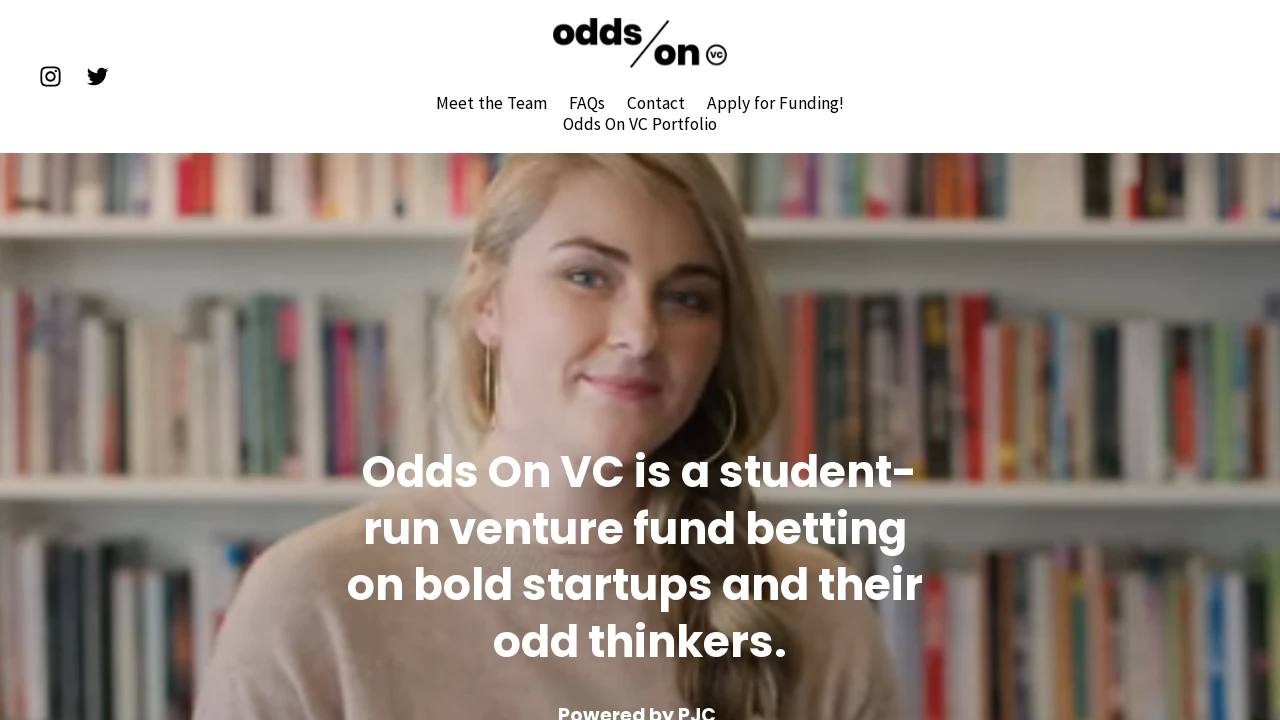 odds
on vc
Meet the Team FAQs Contact Apply for Funding!
Odds On VC Portfolio
Odds On VC is a student-
run venture fund betting
on bold startups and their
odd thinkers.
Powered by PJC